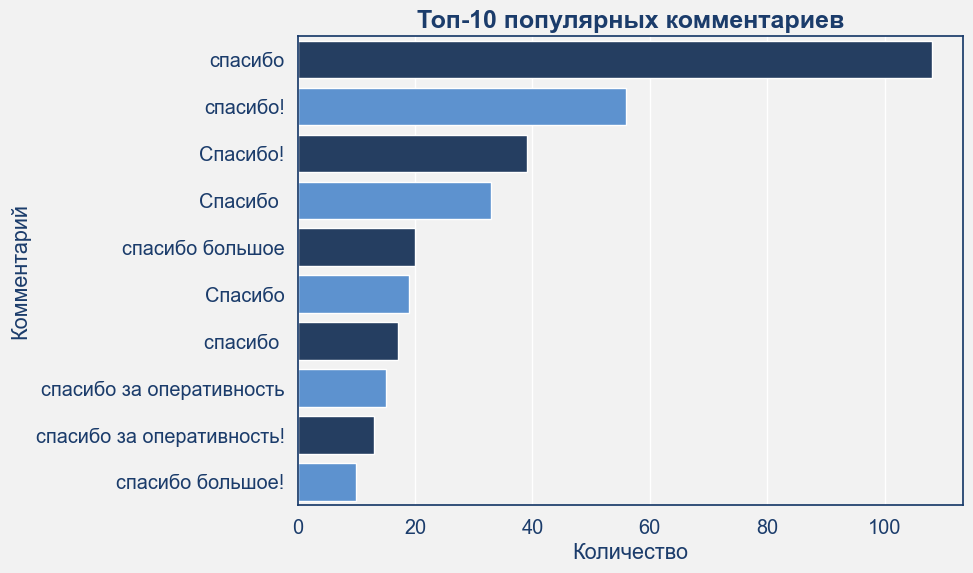 Топ-10 популярных комментариев
Комментарий
спасибо
спасибо!
Спасибо!
Спасибо
спасибо большое
Спасибо
спасибо
спасибо за оперативность
спасибо за оперативность!
спасибо большое!
0 20 40 60 80 100
Количество